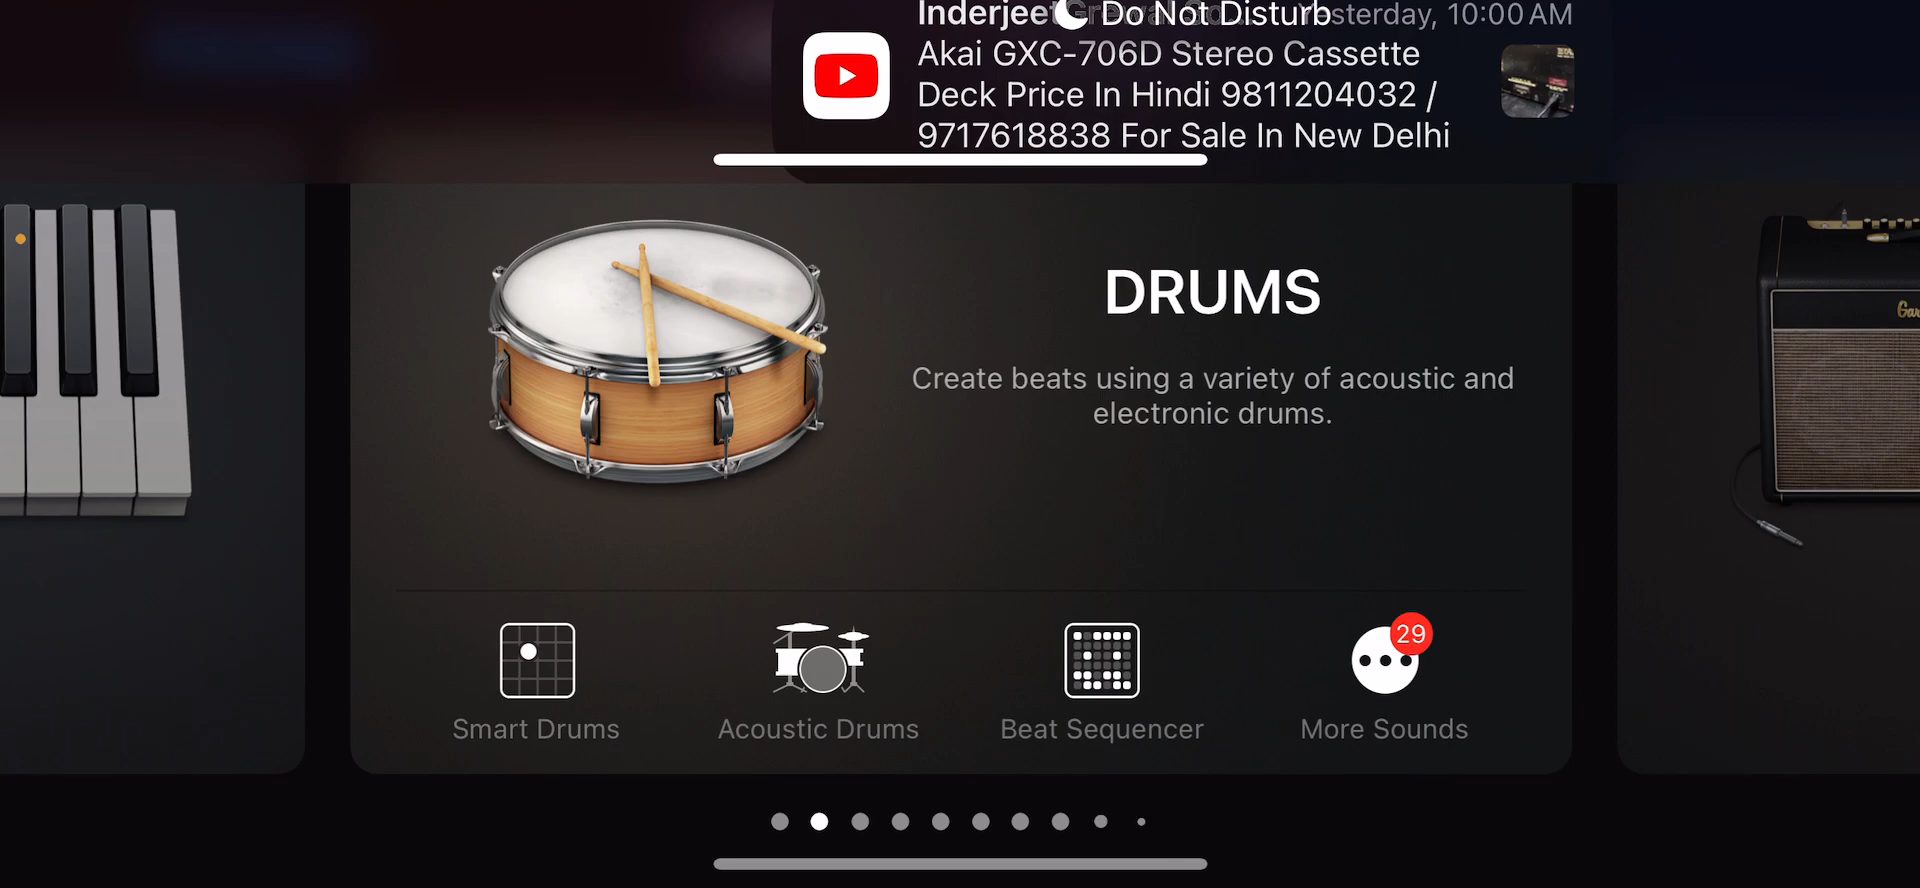 Inderjeet
Do Not Disturb
Yesterday, 10:00 AM
Akai GXC-706D Stereo Cassette
Deck Price In Hindi 9811204032 /
9717618838 For Sale In New Delhi
DRUMS
Create beats using a variety of acoustic and
electronic drums.
29
Smart Drums
Acoustic Drums
Beat Sequencer
More Sounds